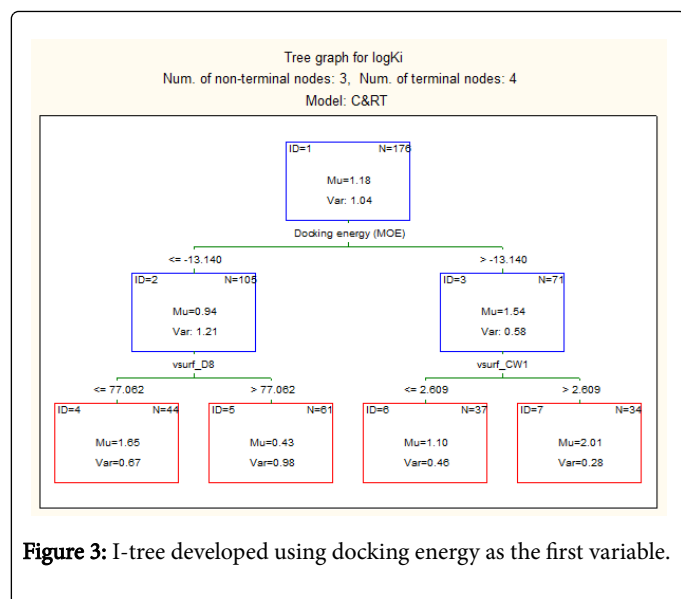 Tree graph for logKi
Num. of non-terminal nodes: 3, Num. of terminal nodes: 4
Model: C&RT
ID=1 N=176
Mu=1.18
Var: 1.04
Docking energy (MOE)
<= -13.140 > -13.140
ID=2 N=105 ID=3 N=71
Mu=0.94 Mu=1.54
Var: 1.21 Var: 0.58
vsurf_D8 vsurf_CW1
<= 77.062 > 77.062 <= 2.609 > 2.609
ID=4 N=44 ID=5 N=61 ID=6 N=37 ID=7 N=34
Mu=1.65 Mu=0.43 Mu=1.10 Mu=2.01
Var=0.67 Var=0.98 Var=0.46 Var=0.28
Figure 3: I-tree developed using docking energy as the first variable.